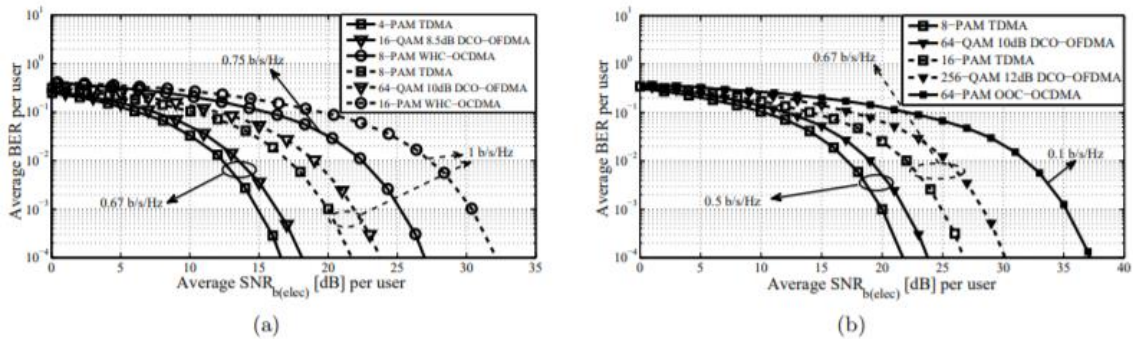 (a)
4-PAM TDMA
16-QAM 8.5dB DCO-OFDMA
8-PAM WHC-OCDMA
8-PAM TDMA
64-QAM 10dB DCO-OFDMA
16-PAM WHC-OCDMA
0.75 b/s/Hz
1 b/s/Hz
0.67 b/s/Hz
Average BER per user
10^1
10^0
10^-1
10^-2
10^-3
10^-4
0 5 10 15 20 25 30 35
Average SNR_b(elec) [dB] per user
(a)
(b)
8-PAM TDMA
64-QAM 10dB DCO-OFDMA
16-PAM TDMA
256-QAM 12dB DCO-OFDMA
64-PAM OOC-OCDMA
0.67 b/s/Hz
0.1 b/s/Hz
0.5 b/s/Hz
Average BER per user
10^1
10^0
10^-1
10^-2
10^-3
10^-4
0 5 10 15 20 25 30 35 40
Average SNR_b(elec) [dB] per user
(b)